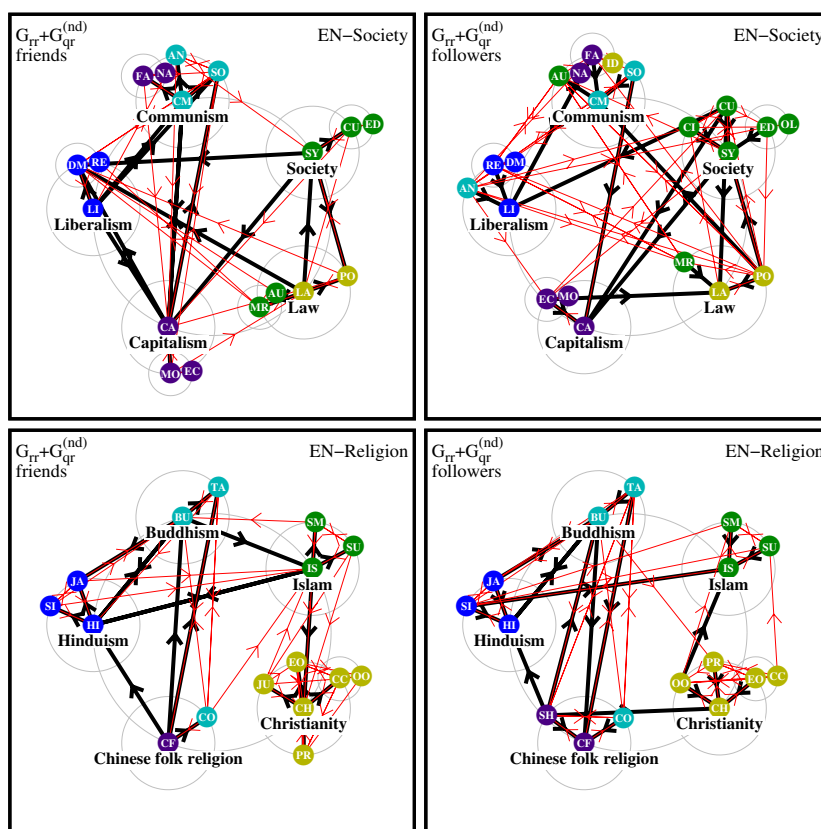 G_rr+G_qr^(nd) EN−Society
friends
AN
FA NA SO
CM
Communism
CU ED
SY
Society
DM RE
LI
Liberalism
PO
AU LA
MR Law
CA
Capitalism
MO EC
G_rr+G_qr^(nd) EN−Society
followers
FA ID
AU NA SO
CM
Communism
CU
CI ED OL
SY
Society
RE DM
AN
LI
Liberalism
MR PO
EC MO LA
Law
CA
Capitalism
G_rr+G_qr^(nd) EN−Religion
friends
TA
BU
Buddhism
SM
SU
IS
Islam
JA
SI
HI
Hinduism
EO
JU CC OO
CH
Christianity
CO
CF
Chinese folk religion
PR
G_rr+G_qr^(nd) EN−Religion
followers
TA
BU
Buddhism
SM
SU
IS
Islam
JA
SI
HI
Hinduism
PR
OO EO CC
CH
Christianity
SH CO
CF
Chinese folk religion